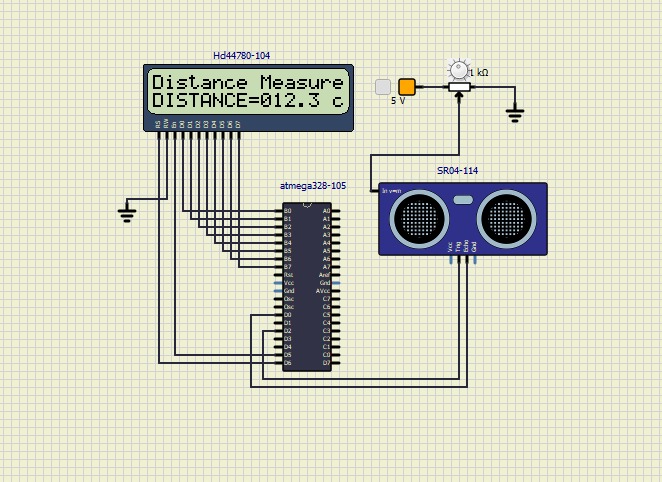 Hd44780-104
Distance Measure
DISTANCE=012.3 c
RS RW En D0 D1 D2 D3 D4 D5 D6 D7
5 V
1 kΩ
SR04-114
In v=m
Vcc Trig Echo Gnd
atmega328-105
B0 A0
B1 A1
B2 A2
B3 A3
B4 A4
B5 A5
B6 A6
B7 A7
Rst Aref
Vcc Gnd
Gnd AVcc
Osc C7
Osc C6
D0 C5
D1 C4
D2 C3
D3 C2
D4 C1
D5 C0
D6 D7